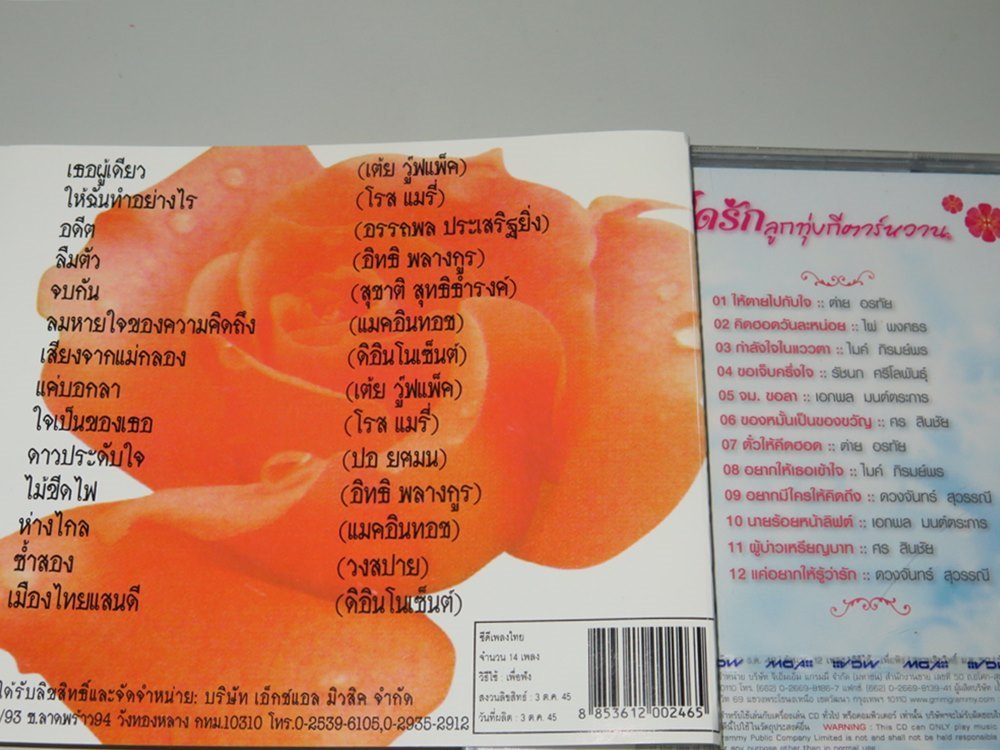 เธอผู้เดียว (เต้ย วู๊ฟแพ็ค)
ให้ฉันทำอย่างไร (โรส แมรี่)
อดีต (อรรถพล ประเสริฐยิ่ง)
ลืมตัว (อิทธิ พลางกูร)
จบกัน (สุชาติ สุทธิธำรงค์)
ลมหายใจของความคิดถึง (แมคอินทอช)
เสียงจากแม่กลอง (ดิอินโนเซ็นต์)
แค่บอกลา (เต้ย วู๊ฟแพ็ค)
ใจเป็นของเธอ (โรส แมรี่)
ดาวประดับใจ (ปอ ยศมน)
ไม้ขีดไฟ (อิทธิ พลางกูร)
ห่างไกล (แมคอินทอช)
ซ้ำสอง (วงสปาย)
เมืองไทยแสนดี (ดิอินโนเซ็นต์)
ซีดีเพลงไทย
จำนวน 14 เพลง
วิธีใช้ : เพื่อฟัง
สงวนลิขสิทธิ์ : 3 ต.ค. 45
วันที่ผลิต : 3 ต.ค. 45
8 853612 002465
ได้รับลิขสิทธิ์และจัดจำหน่าย: บริษัท เอ็กซ์แอล มิวสิค จำกัด
/93 ซ.ลาดพร้าว94 วังทองหลาง กทม.10310 โทร.0-2539-6105,0-2935-2912
รักลูกทุ่งกีตาร์หวาน
01 ให้ตายไปกับใจ :: ต่าย อรทัย
02 คิดฮอดวันละหน่อย :: ไผ่ พงศธร
03 กำลังใจในแววตา :: ไมค์ ภิรมย์พร
04 ขอเจ็บครึ่งใจ :: รัชนก ศรีโลพันธุ์
05 จม. ขอลา :: เอกพล มนต์ตระการ
06 ของหมั้นเป็นของขวัญ :: ศร สินชัย
07 ตั๋วให้คึดฮอด :: ต่าย อรทัย
08 อยากให้เธอเข้าใจ :: ไมค์ ภิรมย์พร
09 อยากมีใครให้คิดถึง :: ดวงจันทร์ สุวรรณี
10 นายร้อยหน้าลิฟต์ :: เอกพล มนต์ตระการ
11 ผู้บ่าวเหรียญบาท :: ศร สินชัย
12 แค่อยากให้รู้ว่ารัก :: ดวงจันทร์ สุวรรณี